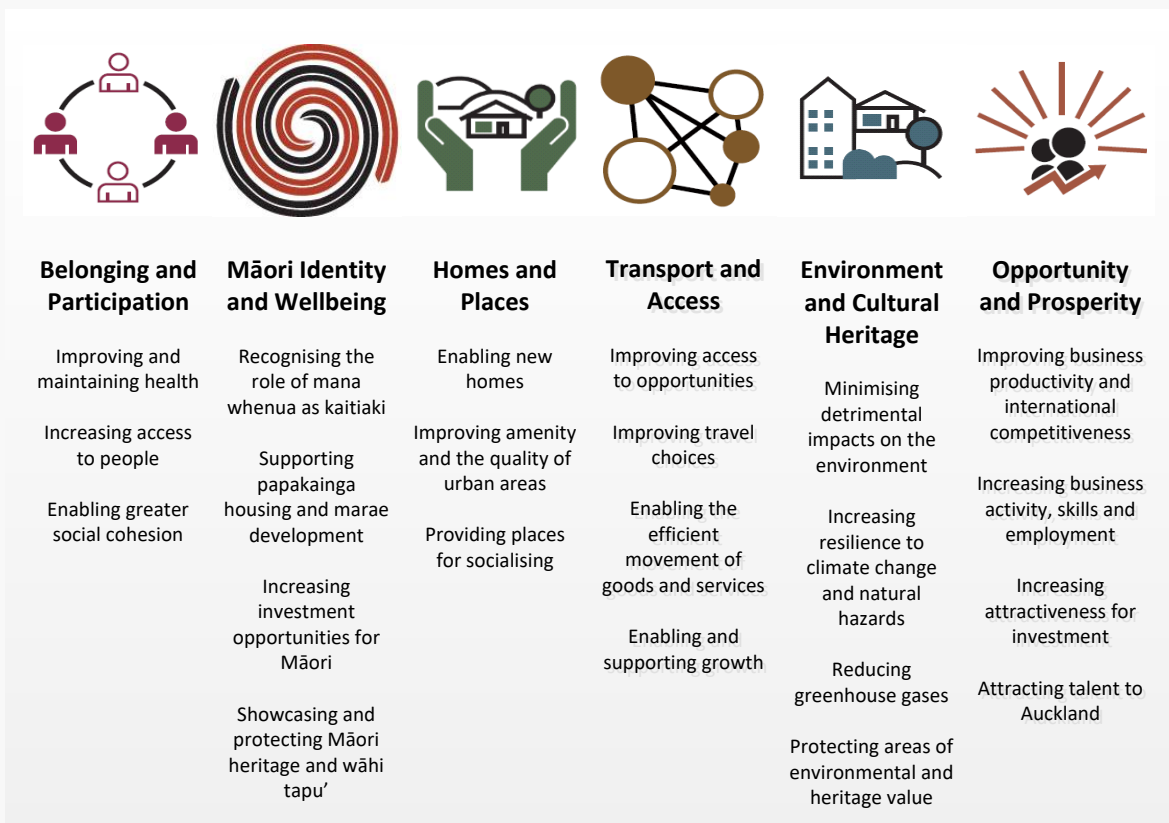 Belonging and
Participation
Improving and
maintaining health
Increasing access
to people
Enabling greater
social cohesion
Māori Identity
and Wellbeing
Recognising the
role of mana
whenua as kaitiaki
Supporting
papakainga
housing and marae
development
Increasing
investment
opportunities for
Māori
Showcasing and
protecting Māori
heritage and wāhi
tapu’
Homes and
Places
Enabling new
homes
Improving amenity
and the quality of
urban areas
Providing places
for socialising
Transport and
Access
Improving access
to opportunities
Improving travel
choices
Enabling the
efficient
movement of
goods and services
Enabling and
supporting growth
Environment
and Cultural
Heritage
Minimising
detrimental
impacts on the
environment
Increasing
resilience to
climate change
and natural
hazards
Reducing
greenhouse gases
Protecting areas of
environmental and
heritage value
Opportunity
and Prosperity
Improving business
productivity and
international
competitiveness
Increasing business
activity, skills and
employment
Increasing
attractiveness for
investment
Attracting talent to
Auckland